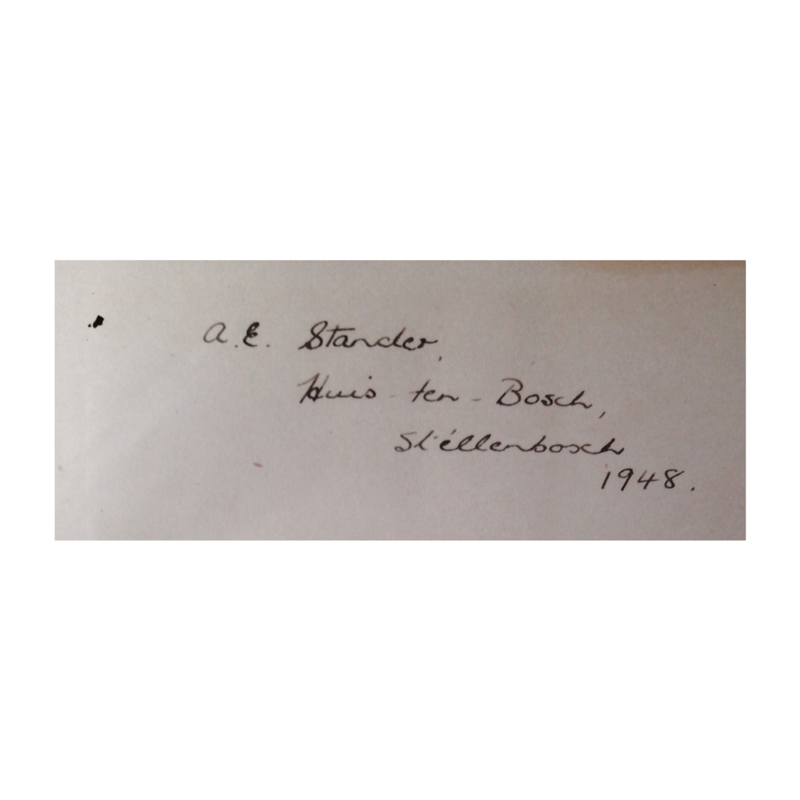 A.E. Stander,
Huis-ten-Bosch,
Stellenbosch
1948.